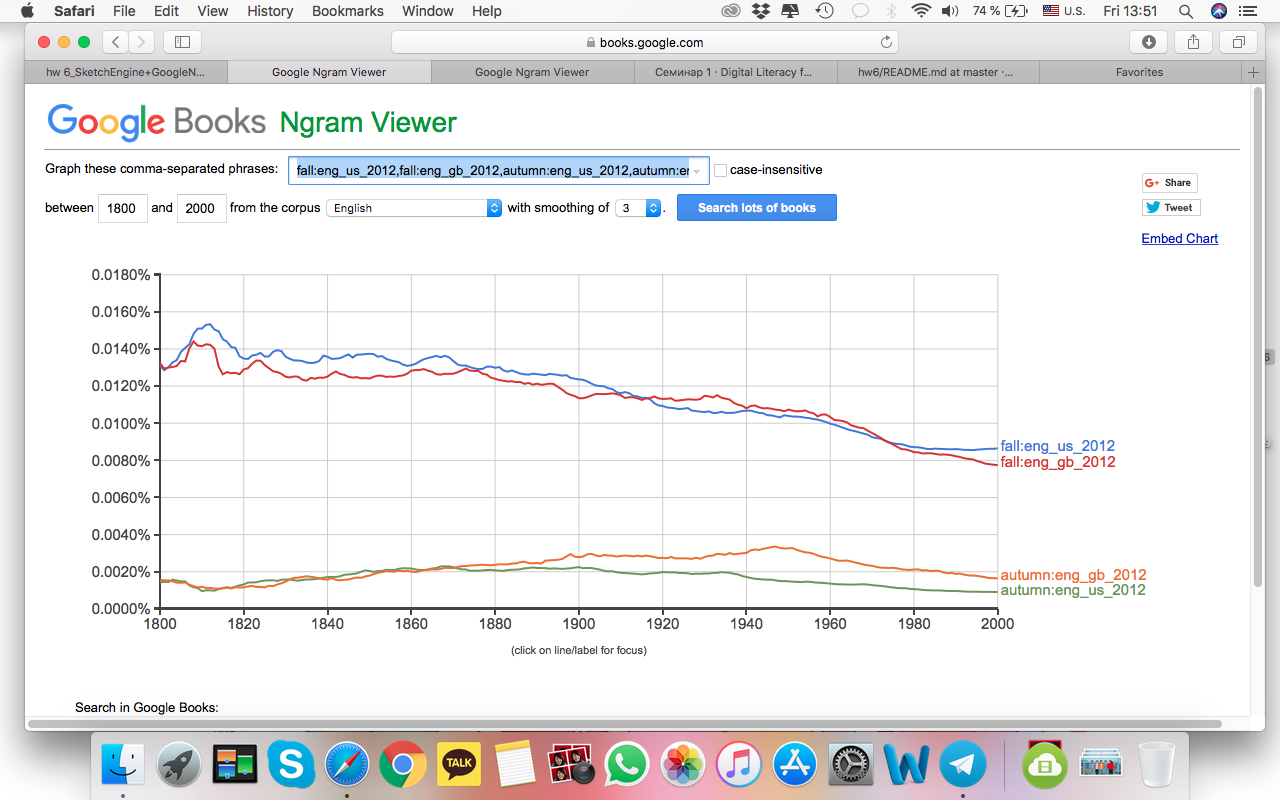 Safari File Edit View History Bookmarks Window Help 74 % U.S. Fri 13:51
books.google.com
hw 6_SketchEngine+GoogleN... Google Ngram Viewer Google Ngram Viewer Семинар 1 · Digital Literacy f... hw6/README.md at master ·... Favorites
Google Books Ngram Viewer
Graph these comma-separated phrases: fall:eng_us_2012,fall:eng_gb_2012,autumn:eng_us_2012,autumn:en case-insensitive
G+ Share
between 1800 and 2000 from the corpus English with smoothing of 3 . Search lots of books
Tweet
Embed Chart
0.0180%
0.0160%
0.0140%
0.0120%
0.0100%
0.0080%
0.0060%
0.0040%
0.0020%
0.0000%
fall:eng_us_2012
fall:eng_gb_2012
autumn:eng_gb_2012
autumn:eng_us_2012
1800 1820 1840 1860 1880 1900 1920 1940 1960 1980 2000
(click on line/label for focus)
Search in Google Books:
TALK